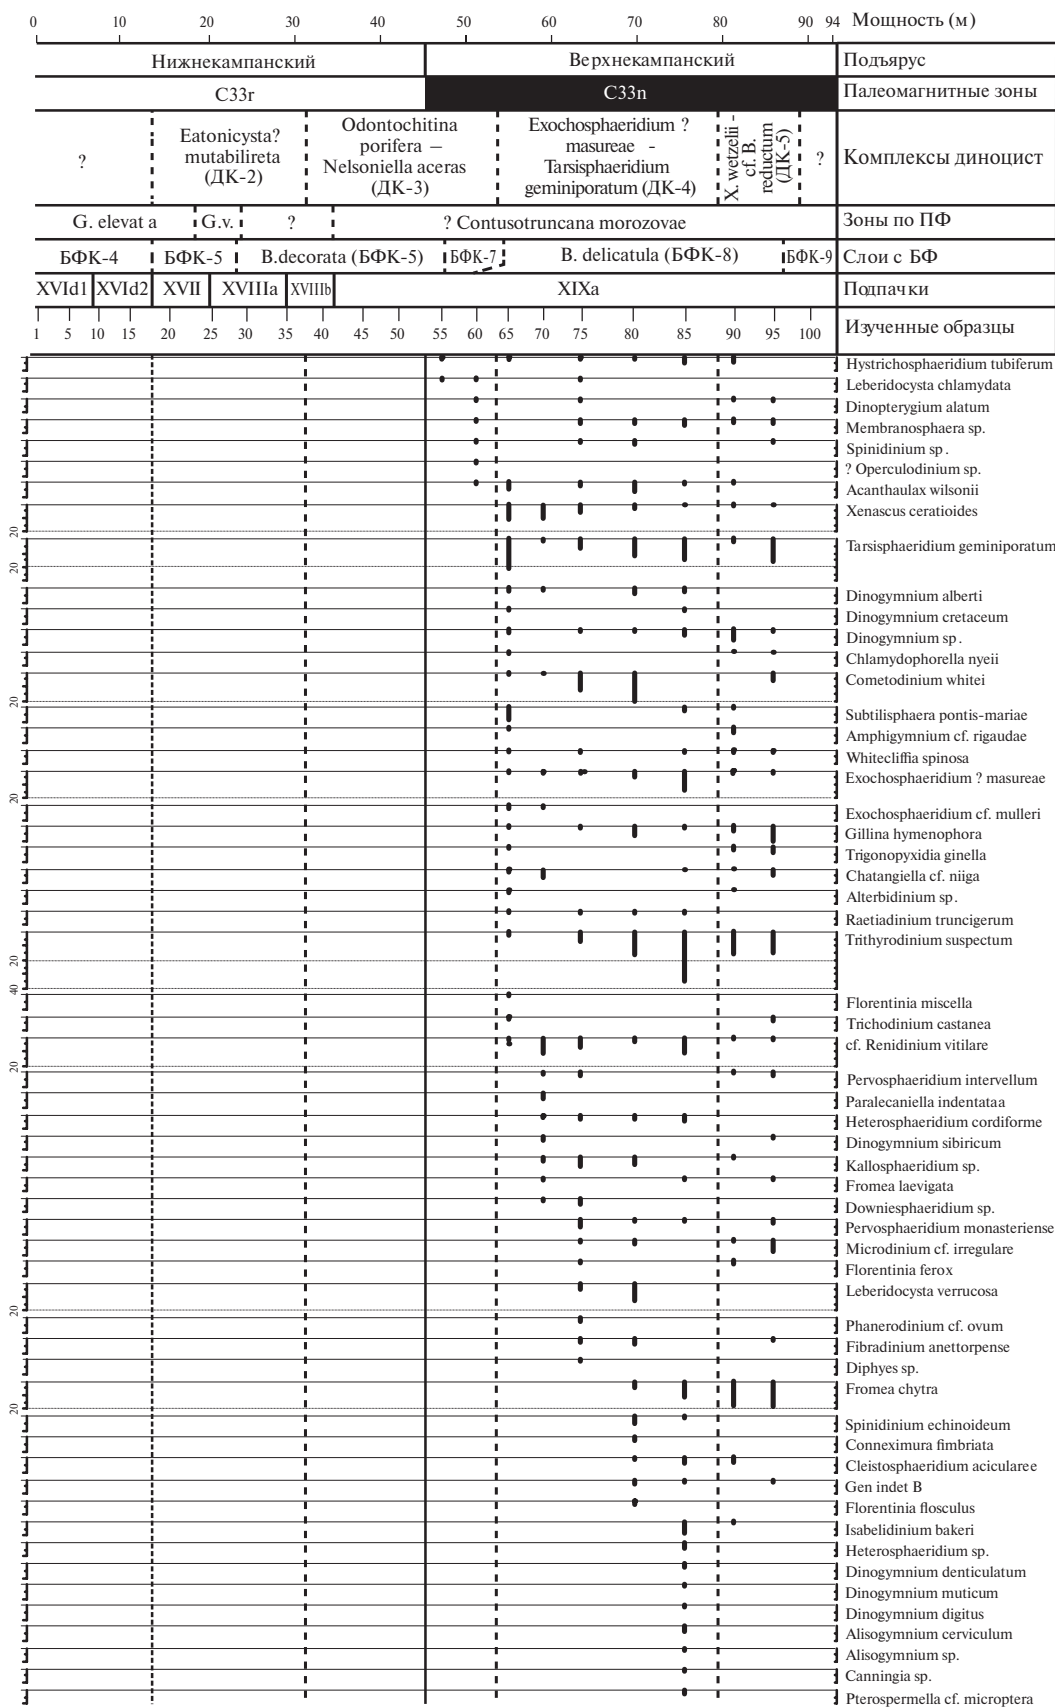 0 10 20 30 40 50 60 70 80 90 94 Мощность (м)
Нижнекампанский Верхнекампанский Подъярус
C33r C33n Палеомагнитные зоны
? Eatonicysta? mutabilireta (ДК-2) Odontochitina porifera – Nelsoniella aceras (ДК-3) Exochosphaeridium ? masureae - Tarsisphaeridium geminiporatum (ДК-4) X. wetzelii - cf. B. reductum (ДК-5) ? Комплексы диноцист
G. elevat a G.v. ? ? Contusotruncana morozovae Зоны по ПФ
БФК-4 БФК-5 B.decorata (БФК-5) БФК-7 B. delicatula (БФК-8) БФК-9 Слои с БФ
XVId1 XVId2 XVII XVIIIa XVIIIb XIXa Подпачки
1 5 10 15 20 25 30 35 40 45 50 55 60 65 70 75 80 85 90 95 100 Изученные образцы
Hystrichosphaeridium tubiferum
Leberidocysta chlamydata
Dinopterygium alatum
Membranosphaera sp.
Spinidinium sp.
? Operculodinium sp.
Acanthaulax wilsonii
Xenascus ceratioides
20
Tarsisphaeridium geminiporatum
20
Dinogymnium alberti
Dinogymnium cretaceum
Dinogymnium sp.
Chlamydophorella nyeii
Cometodinium whitei
20
Subtilisphaera pontis-mariae
Amphigymnium cf. rigaudae
Whitecliffia spinosa
Exochosphaeridium ? masureae
20
Exochosphaeridium cf. mulleri
Gillina hymenophora
Trigonopyxidia ginella
Chatangiella cf. niiga
Alterbidinium sp.
Raetiadinium truncigerum
Trithyrodinium suspectum
20
40
Florentinia miscella
Trichodinium castanea
cf. Renidinium vitilare
20
Pervosphaeridium intervellum
Paralecaniella indentataa
Heterosphaeridium cordiforme
Dinogymnium sibiricum
Kallosphaeridium sp.
Fromea laevigata
Downiesphaeridium sp.
Pervosphaeridium monasteriense
Microdinium cf. irregulare
Florentinia ferox
Leberidocysta verrucosa
20
Phanerodinium cf. ovum
Fibradinium anettorpense
Diphyes sp.
Fromea chytra
20
Spinidinium echinoideum
Conneximura fimbriata
Cleistosphaeridium aciculare e
Gen indet B
Florentinia flosculus
Isabelidinium bakeri
Heterosphaeridium sp.
Dinogymnium denticulatum
Dinogymnium muticum
Dinogymnium digitus
Alisogymnium cerviculum
Alisogymnium sp.
Canningia sp.
Pterospermella cf. microptera